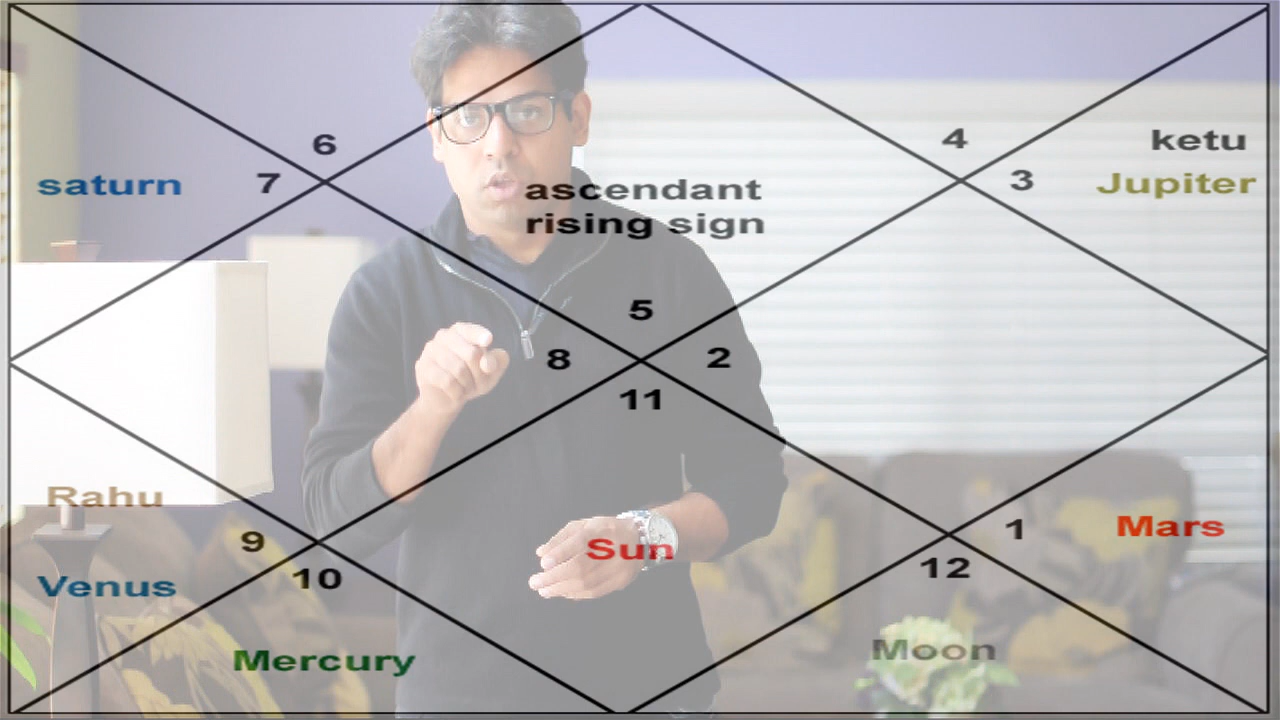 6
4
ketu
saturn
7
ascendant
rising sign
3
Jupiter
5
8
2
11
Rahu
9
Sun
1
Mars
Venus
10
12
Mercury
Moon